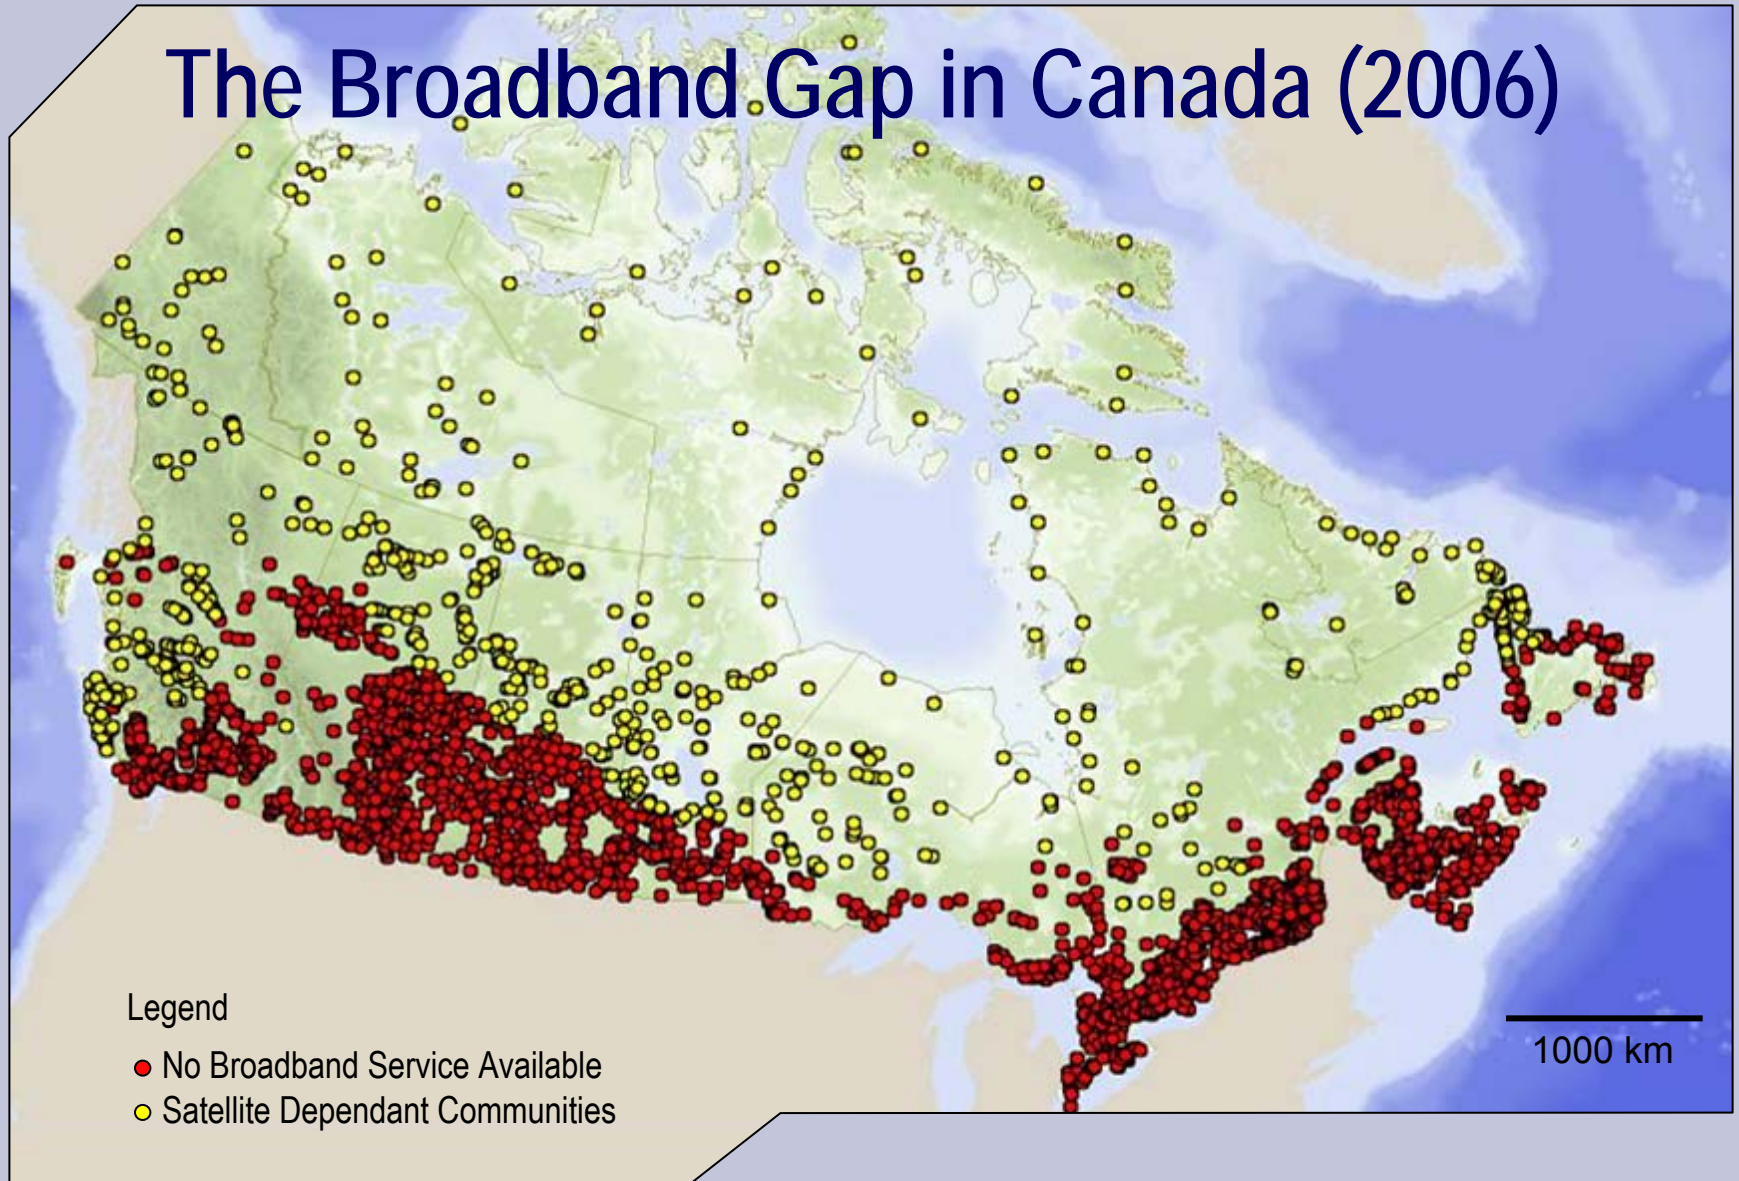 The Broadband Gap in Canada (2006)
Legend
No Broadband Service Available
Satellite Dependant Communities
1000 km